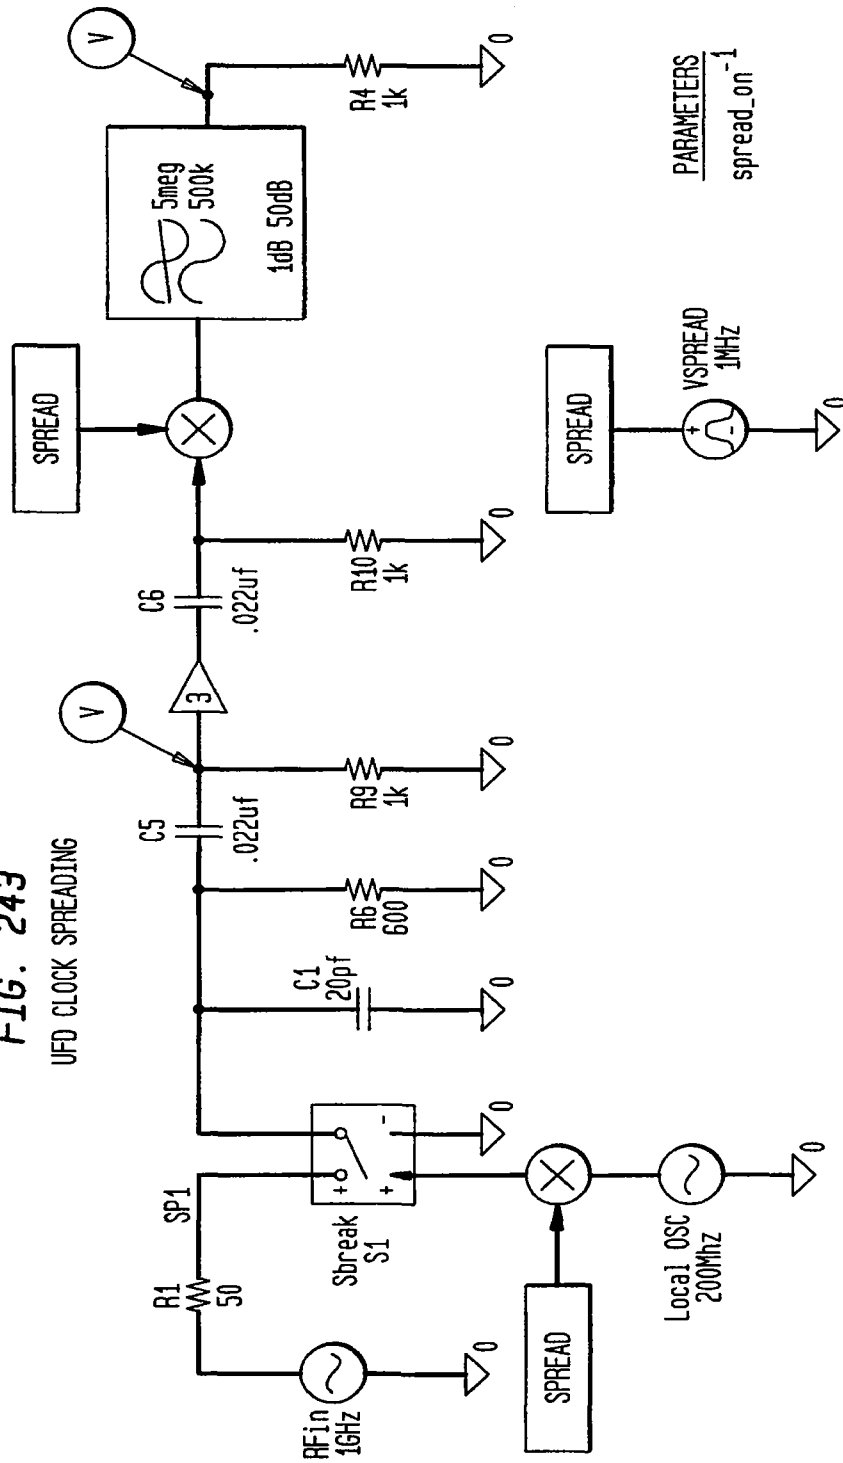 FIG. 243
UFD CLOCK SPREADING
RFin
1GHz
0
R1
50
SP1
Sbreak
S1
+
+
-
0
SPREAD
Local OSC
200Mhz
0
C1
20pf
0
R6
600
0
C5
.022uf
V
R9
1k
0
3
C6
.022uf
R10
1k
0
SPREAD
5meg
500k
1dB 50dB
V
R4
1k
0
SPREAD
+
-
VSPREAD
1MHz
0
PARAMETERS
spread_on-1